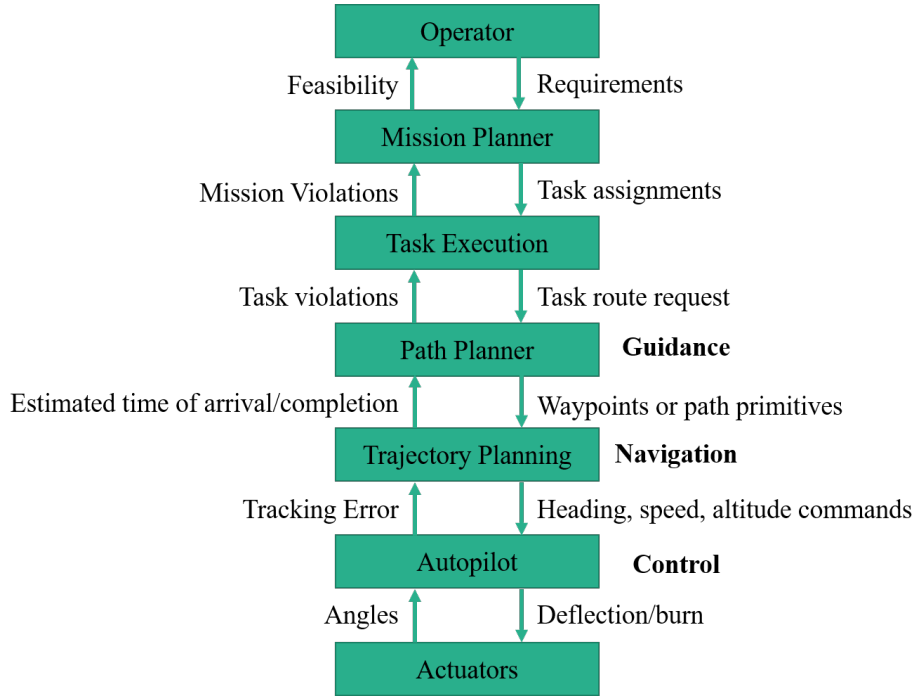 Operator
Feasibility
Requirements
Mission Planner
Mission Violations
Task assignments
Task Execution
Task violations
Task route request
Path Planner
Guidance
Estimated time of arrival/completion
Waypoints or path primitives
Trajectory Planning
Navigation
Tracking Error
Heading, speed, altitude commands
Autopilot
Control
Angles
Deflection/burn
Actuators